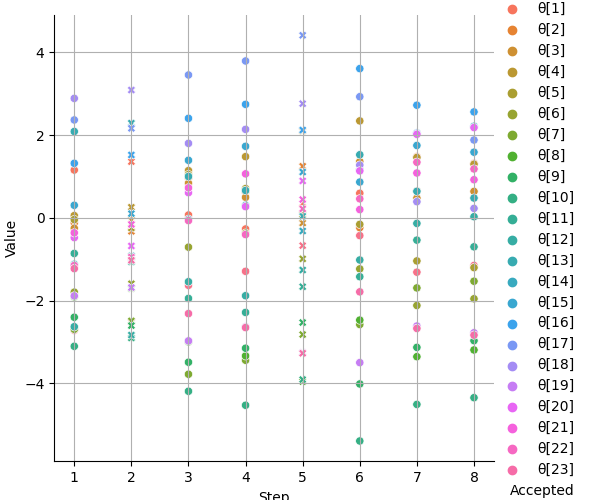 θ[1]
θ[2]
θ[3]
θ[4]
θ[5]
θ[6]
θ[7]
θ[8]
θ[9]
θ[10]
θ[11]
θ[12]
θ[13]
θ[14]
θ[15]
θ[16]
θ[17]
θ[18]
θ[19]
θ[20]
θ[21]
θ[22]
θ[23]
Accepted
Value
4
2
0
−2
−4
1 2 3 4 5 6 7 8
Step